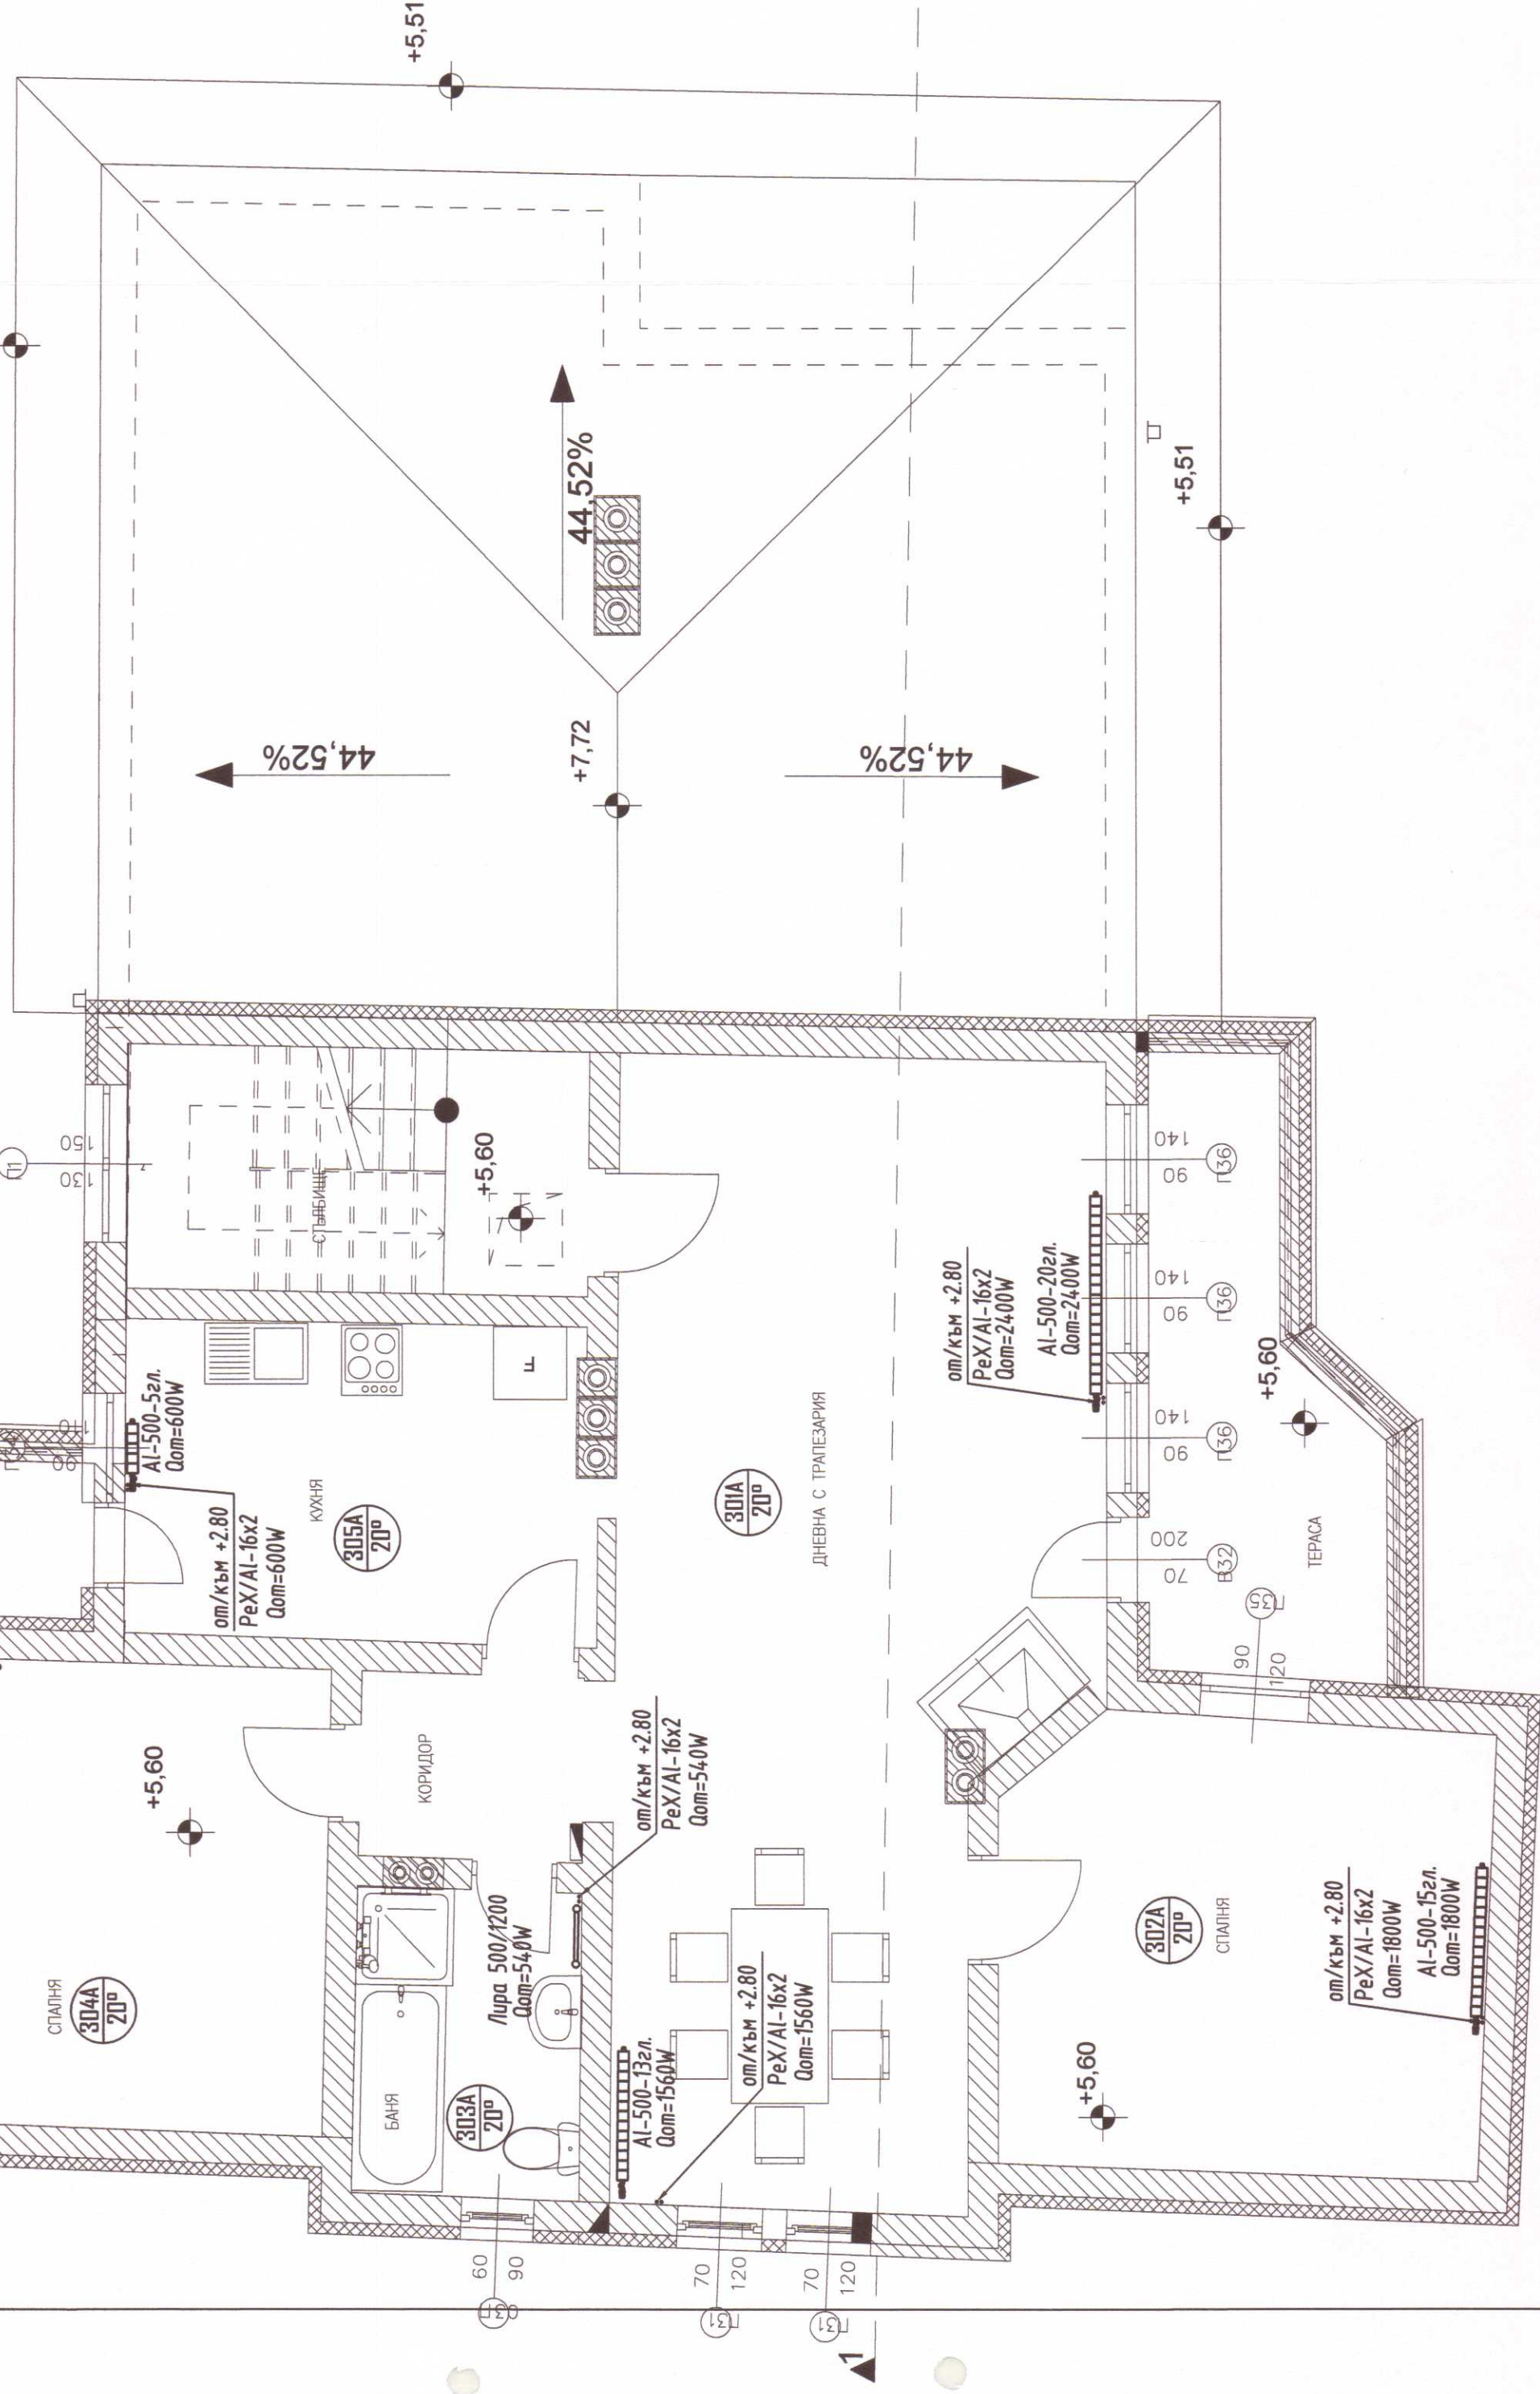 +5,51
44,52%
+5,51
+7,72
44,52%
44,52%
П1
150
130
СТЪЛБИЩЕ
+5,60
Al-500-5гл.
Qот=600W
от/към +2.80
PeX/Al-16x2
Qот=600W
КУХНЯ
305А
20°
F
от/към +2.80
PeX/Al-16x2
Qот=2400W
Al-500-20гл.
Qот=2400W
140
90
П36
140
90
П36
140
90
П36
200
70
В32
+5,60
ТЕРАСА
90
120
П35
301А
20°
ДНЕВНА С ТРАПЕЗАРИЯ
+5,60
КОРИДОР
от/към +2.80
PeX/Al-16x2
Qот=540W
СПАЛНЯ
304А
20°
Лира 500/1200
Qот=540W
БАНЯ
303А
20°
Al-500-13гл.
Qот=1560W
от/към +2.80
PeX/Al-16x2
Qот=1560W
302А
20°
СПАЛНЯ
от/към +2.80
PeX/Al-16x2
Qот=1800W
Al-500-15гл.
Qот=1800W
+5,60
60
90
70
120
П31
70
120
П31
1